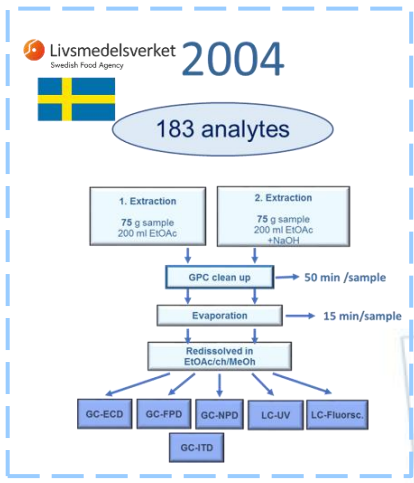 Livsmedelsverket
Swedish Food Agency
2004
183 analytes
1. Extraction
75 g sample
200 ml EtOAc
2. Extraction
75 g sample
200 ml EtOAc
+NaOH
GPC clean up
50 min /sample
Evaporation
15 min/sample
Redissolved in
EtOAc/ch/MeOh
GC-ECD
GC-FPD
GC-NPD
LC-UV
LC-Fluorsc.
GC-ITD